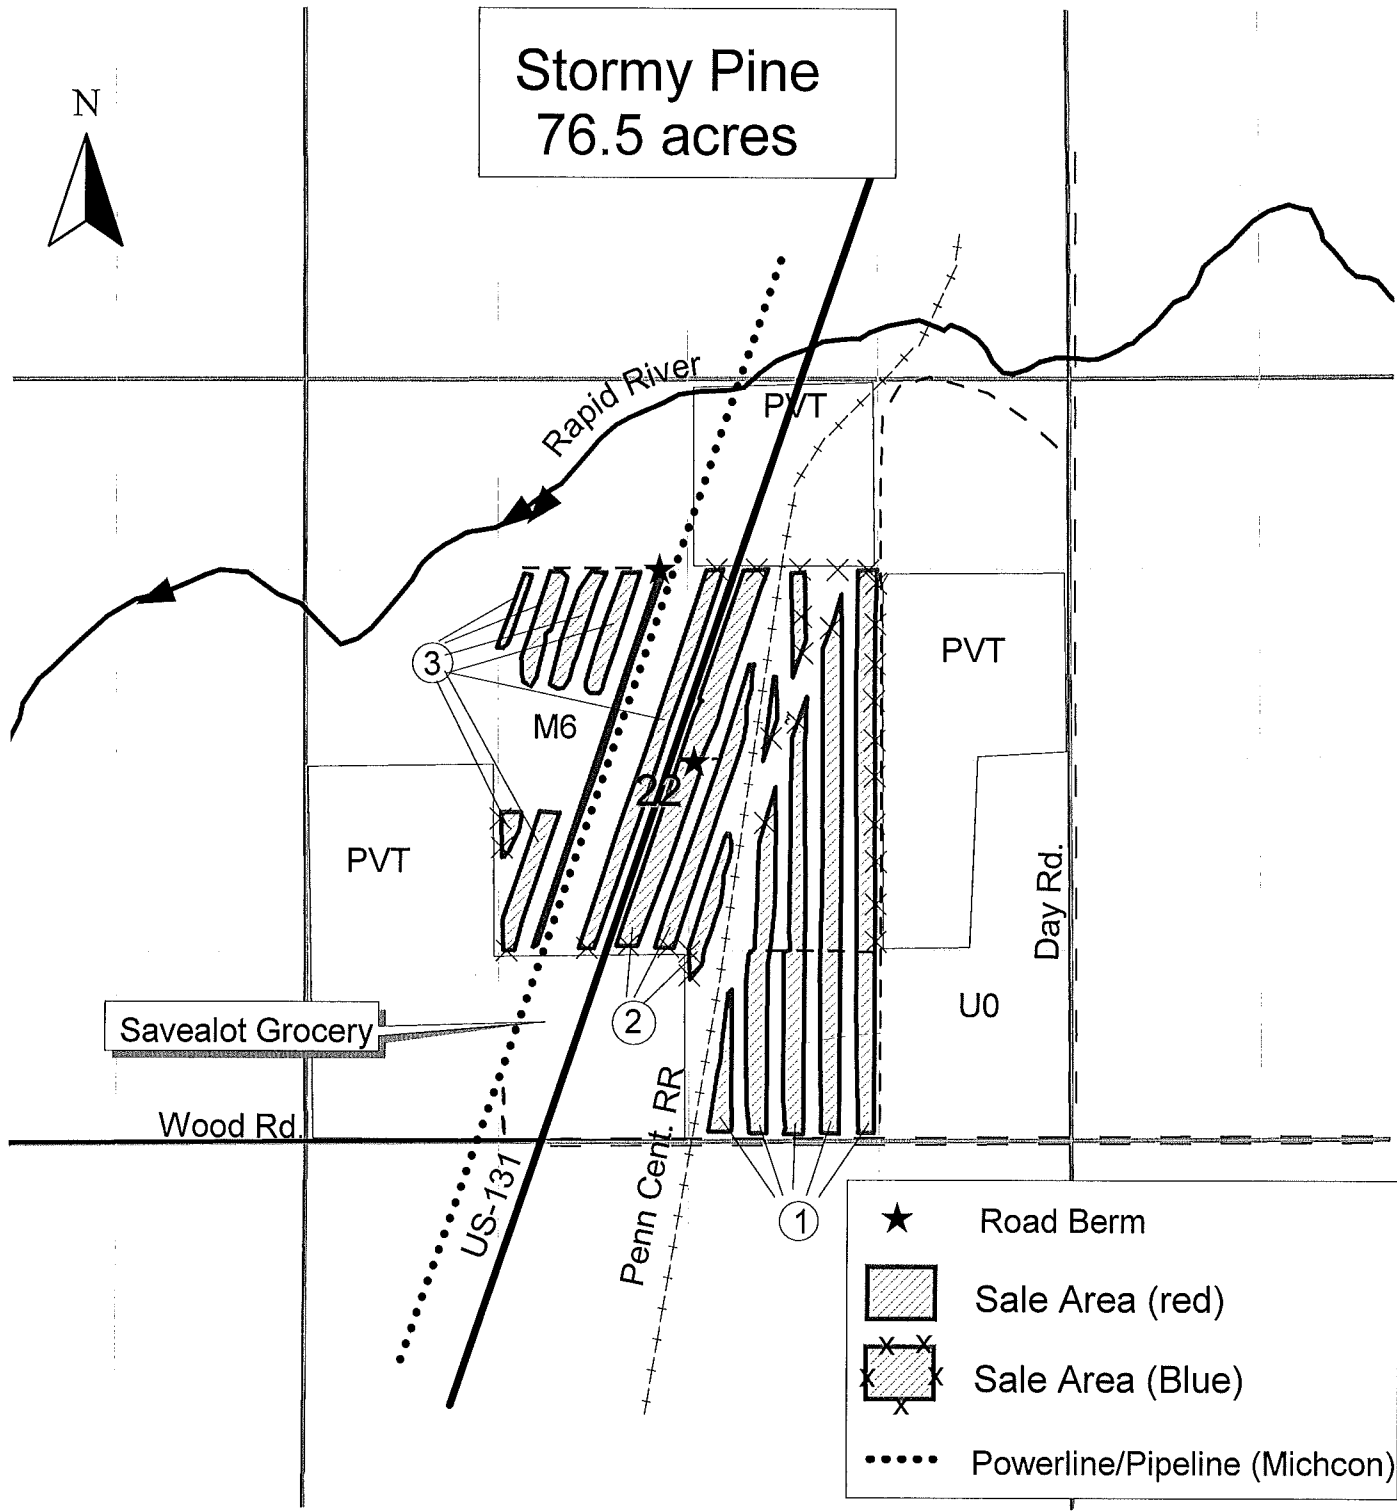 Stormy Pine
76.5 acres
N
Rapid River
PVT
PVT
3
M6
22
PVT
Day Rd.
U0
2
Savealot Grocery
Wood Rd.
US-131
Penn Cent. RR
1
Road Berm
Sale Area (red)
Sale Area (Blue)
Powerline/Pipeline (Michcon)